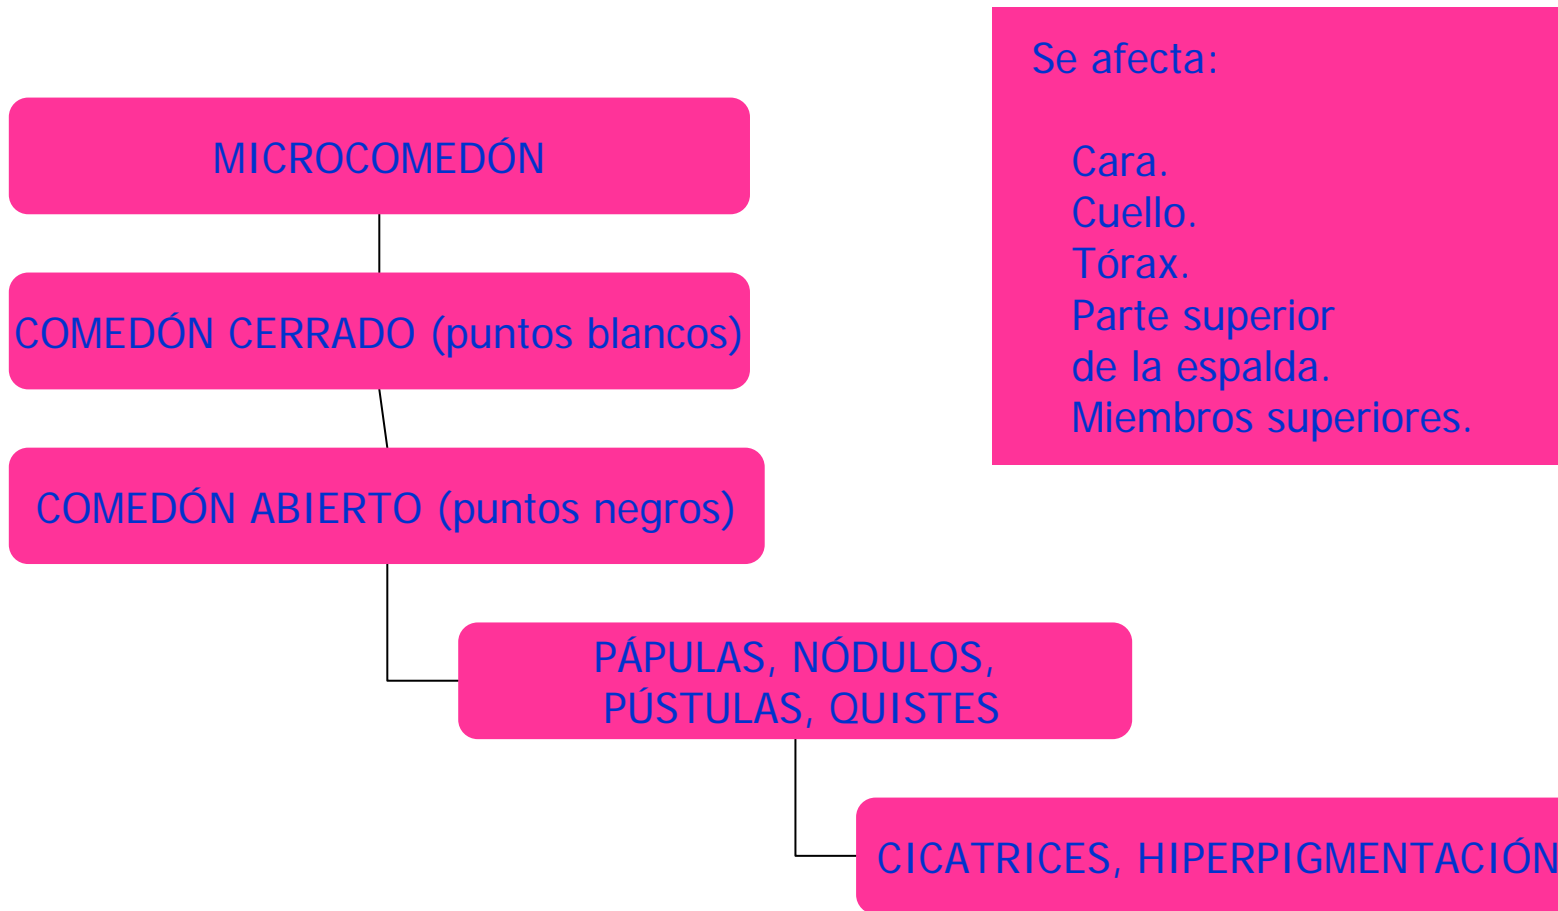 MICROCOMEDÓN
COMEDÓN CERRADO (puntos blancos)
COMEDÓN ABIERTO (puntos negros)
PÁPULAS, NÓDULOS,
PÚSTULAS, QUISTES
CICATRICES, HIPERPIGMENTACIÓN
Se afecta:
Cara.
Cuello.
Tórax.
Parte superior
de la espalda.
Miembros superiores.